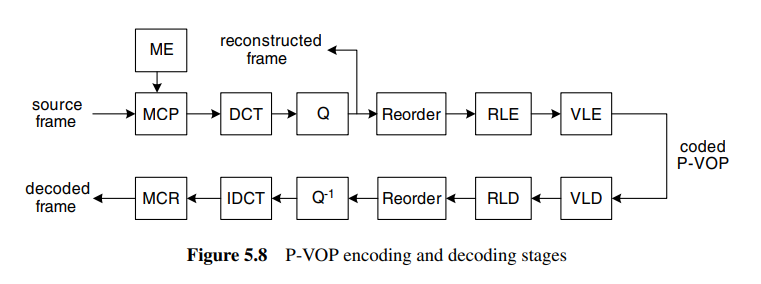 ME
reconstructed
frame
source
frame
MCP
DCT
Q
Reorder
RLE
VLE
coded
P-VOP
decoded
frame
MCR
IDCT
Q-1
Reorder
RLD
VLD
Figure 5.8 P-VOP encoding and decoding stages